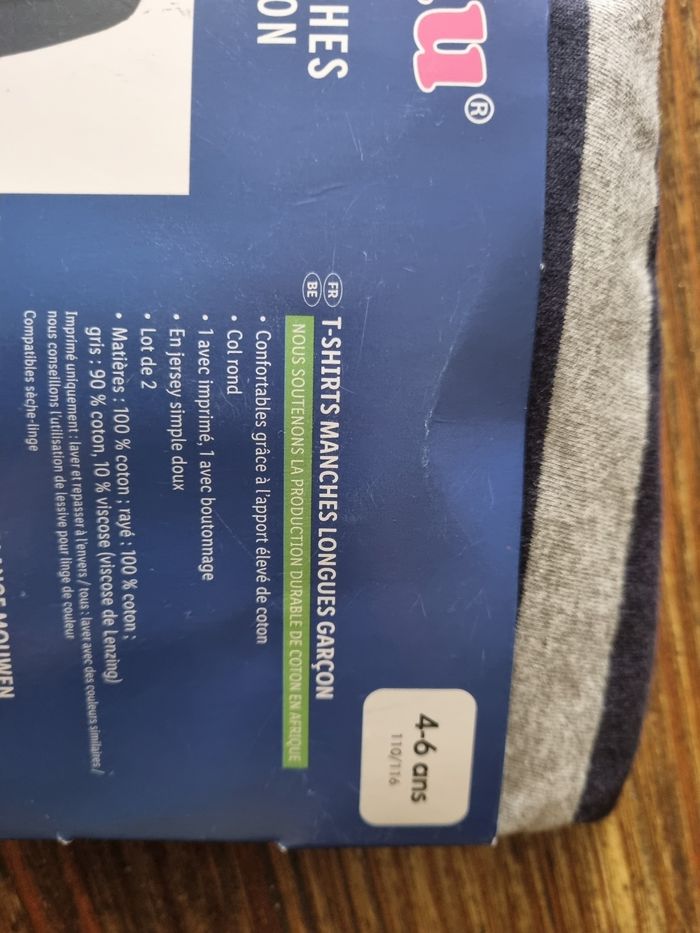 u®
HES
ON
FR BE T-SHIRTS MANCHES LONGUES GARÇON
NOUS SOUTENONS LA PRODUCTION DURABLE DE COTON EN AFRIQUE
• Confortables grâce à l'apport élevé de coton
• Col rond
• 1 avec imprimé, 1 avec boutonnage
• En jersey simple doux
• Lot de 2
• Matières : 100 % coton ; rayé : 100 % coton ;
gris : 90 % coton, 10 % viscose (viscose de Lenzing)
Imprimé uniquement : laver et repasser à l'envers / tous : laver avec des couleurs similaires /
nous conseillons l'utilisation de lessive pour linge de couleur
Compatibles sèche-linge
4-6 ans
110/116
ANGE MOUWEN